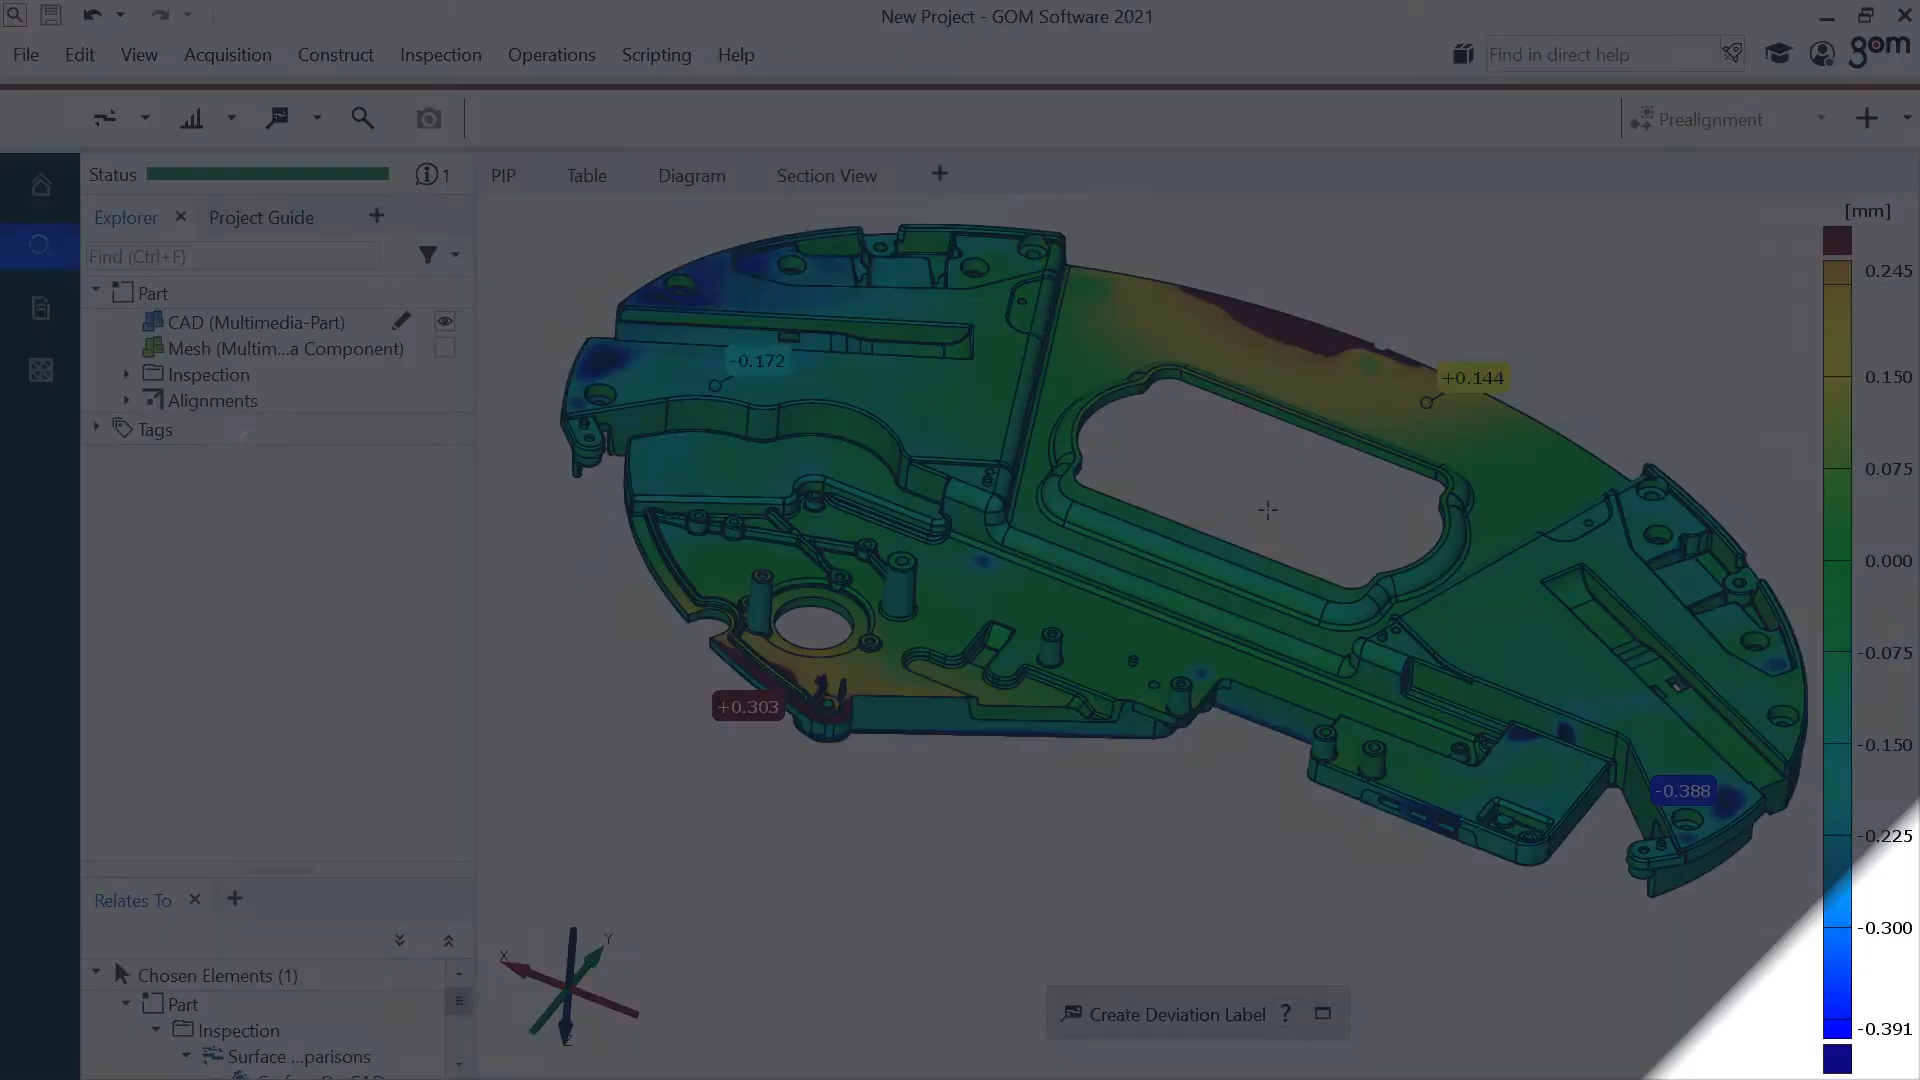 New Project - GOM Software 2021
File Edit View Acquisition Construct Inspection Operations Scripting Help
Find in direct help
gom
Prealignment
Status
1
PIP Table Diagram Section View
Explorer Project Guide
Find (Ctrl+F)
Part
CAD (Multimedia-Part)
Mesh (Multim...a Component)
Inspection
Alignments
Tags
Relates To
Chosen Elements (1)
Part
Inspection
Surface ...parisons
-0.172
+0.144
+0.303
-0.388
X
Y
Z
Create Deviation Label ?
[mm]
0.245
0.150
0.075
0.000
-0.075
-0.150
-0.225
-0.300
-0.391